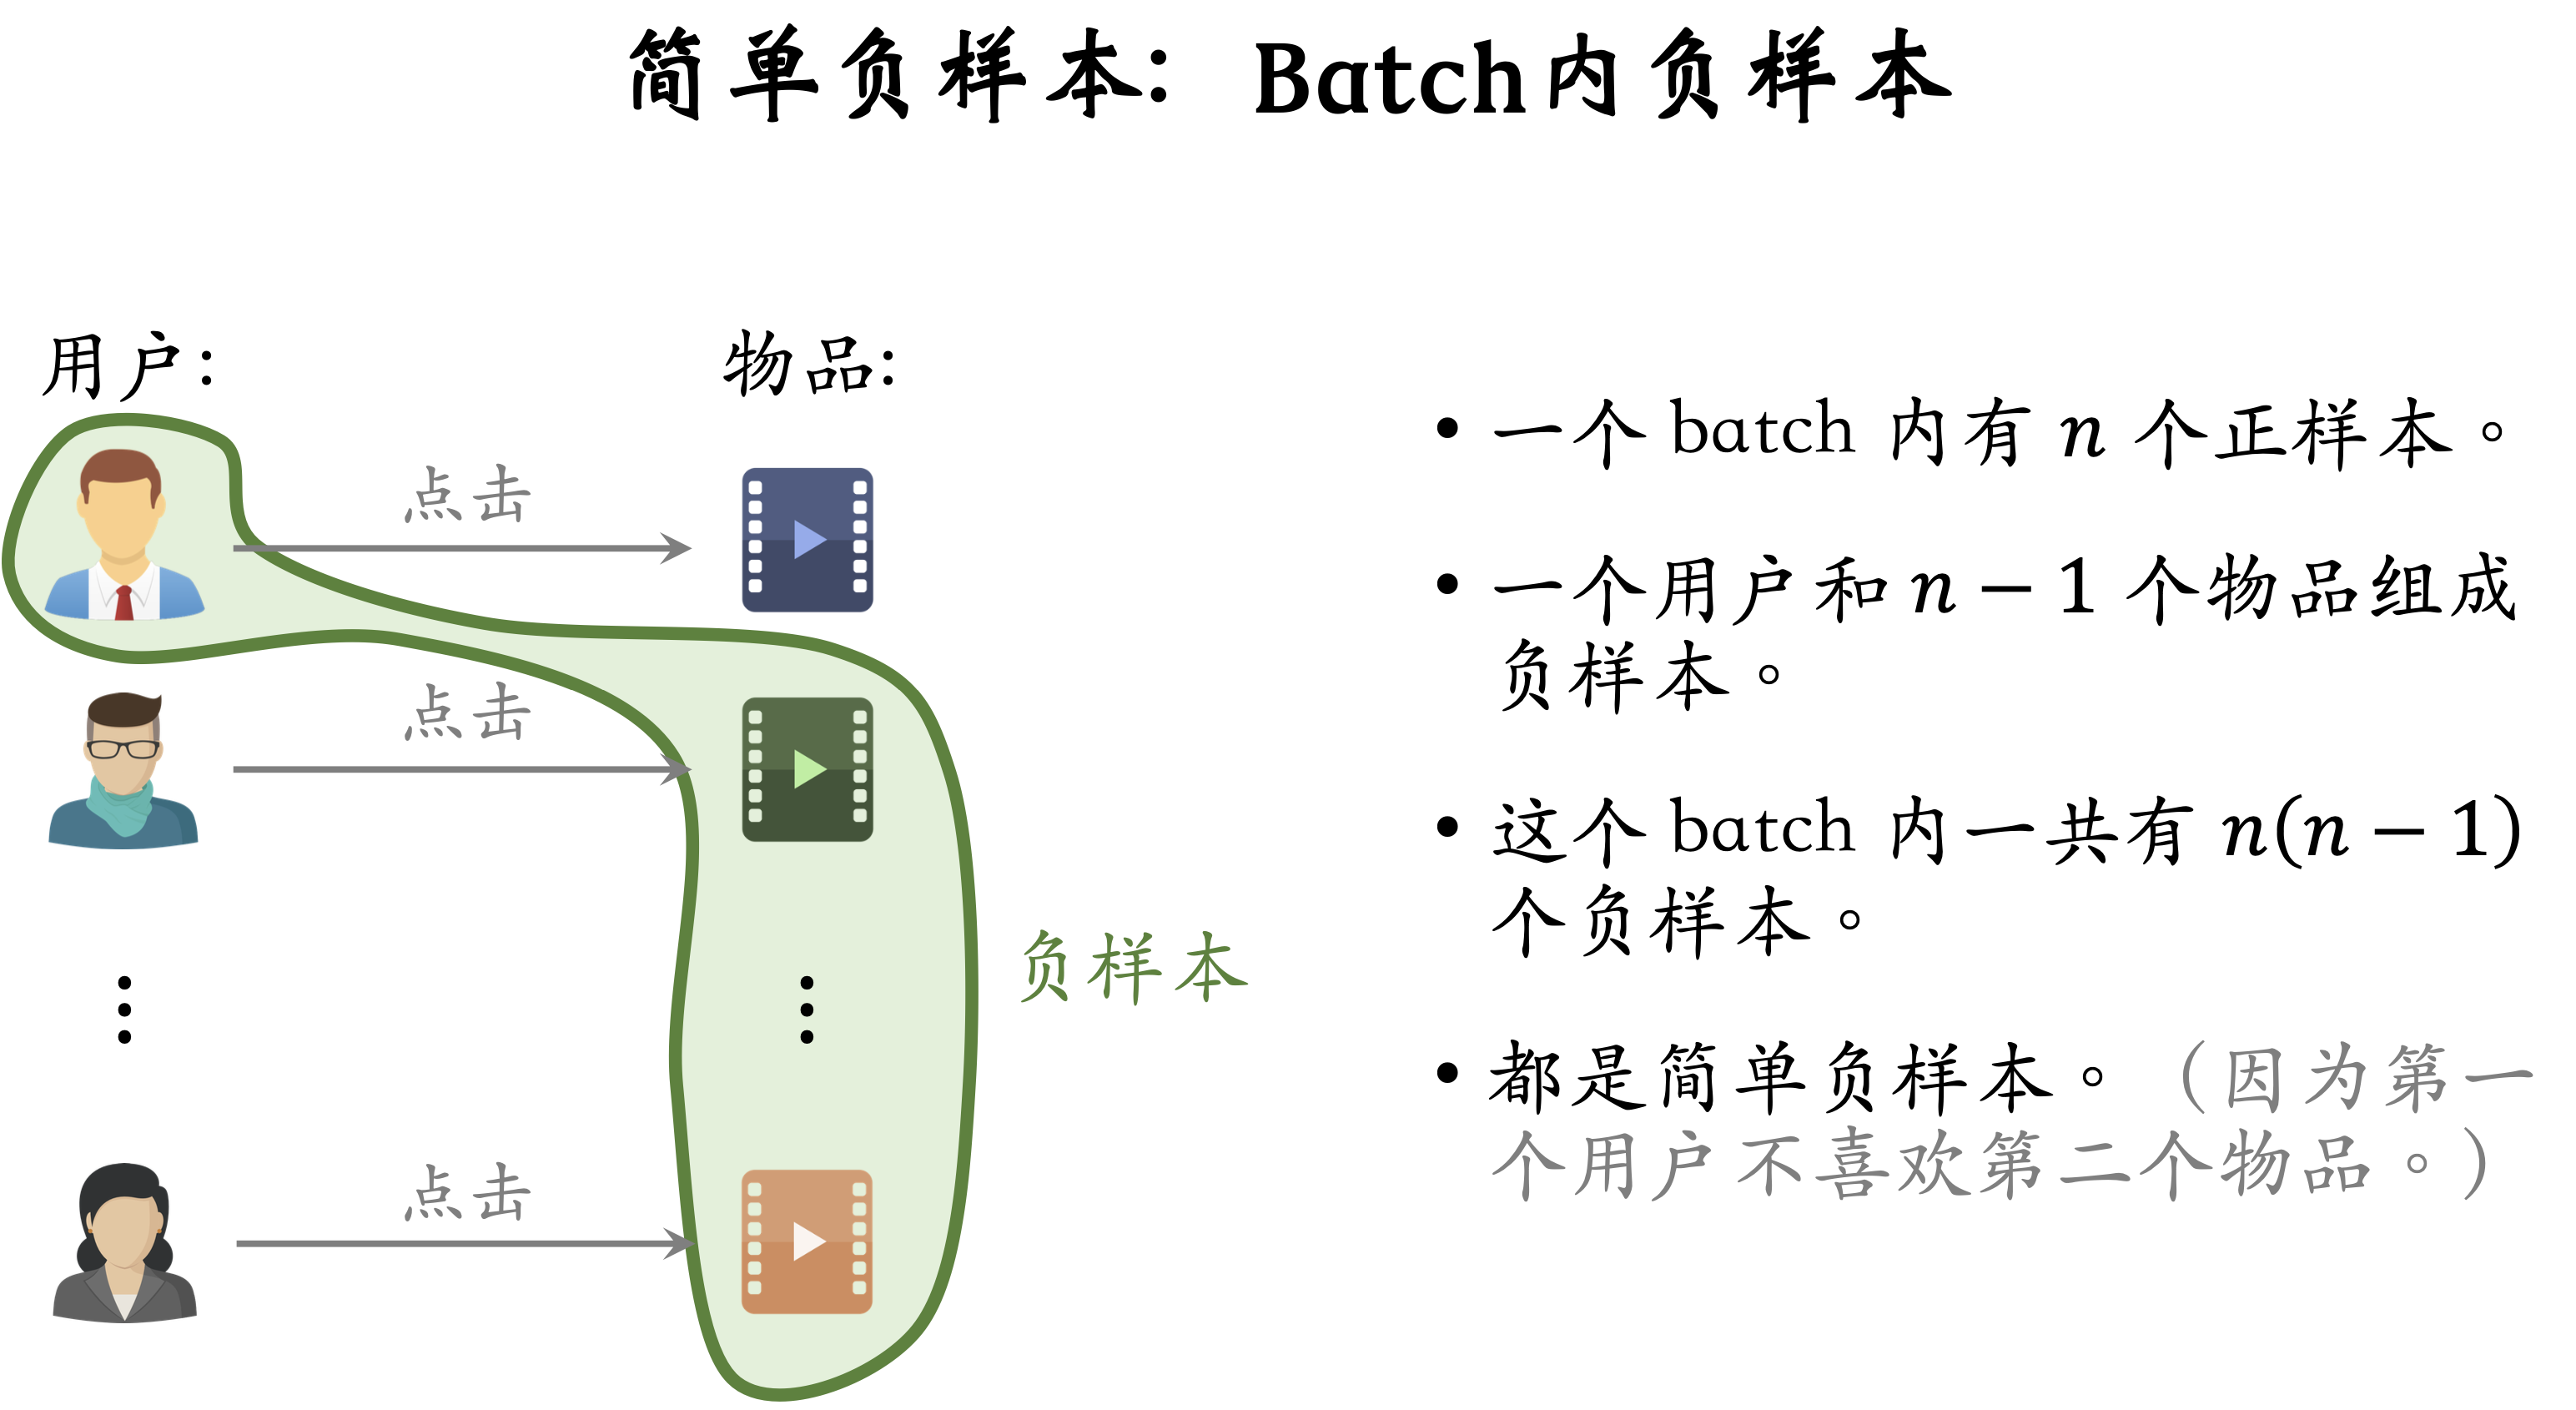 简单负样本： Batch内负样本
用户：
物品：
点击
点击
点击
负样本
• 一个 batch 内有 n 个正样本。
• 一个用户和 n − 1 个物品组成
负样本。
• 这个 batch 内一共有 n(n − 1)
个负样本。
• 都是简单负样本。（因为第一
个用户不喜欢第二个物品。）